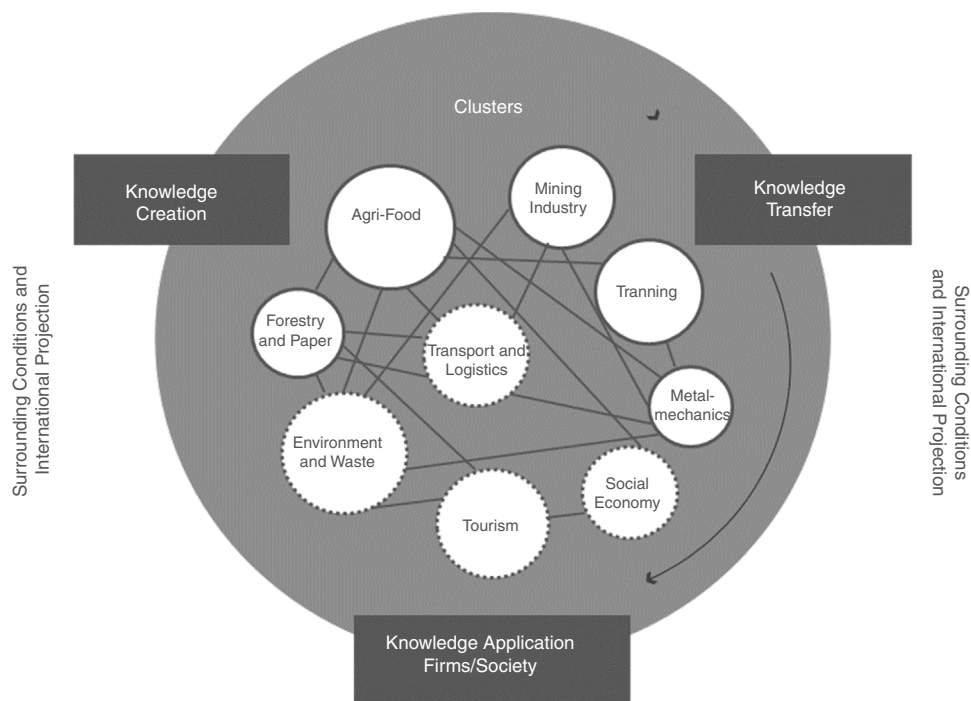 Clusters
Knowledge
Creation
Knowledge
Transfer
Mining
Industry
Agri-Food
Tranning
Forestry
and Paper
Transport and
Logistics
Metal-
mechanics
Environment
and Waste
Social
Economy
Tourism
Knowledge Application
Firms/Society
Surrounding Conditions and
International Projection
Surrounding Conditions
and International Projection